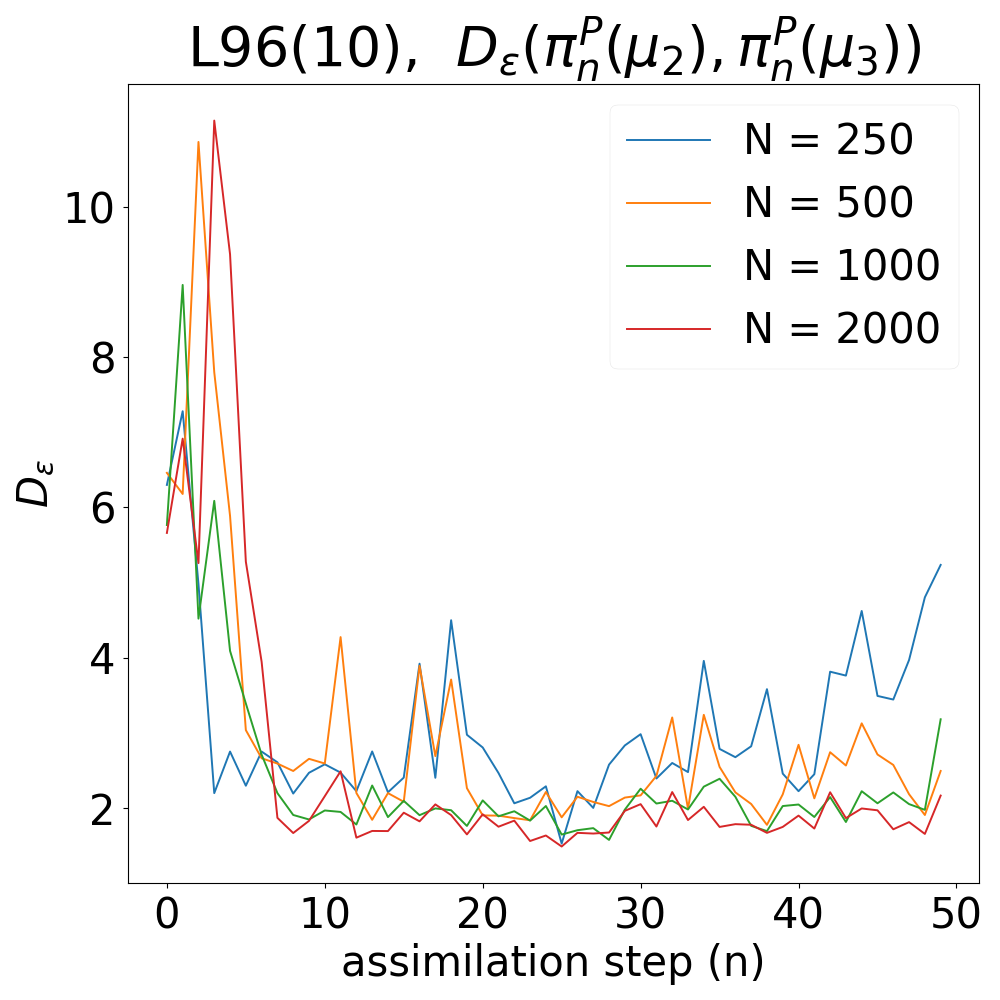 L96(10), D_ε(π_n^P(μ_2), π_n^P(μ_3))
N = 250
N = 500
N = 1000
N = 2000
D_ε
10
8
6
4
2
0 10 20 30 40 50
assimilation step (n)